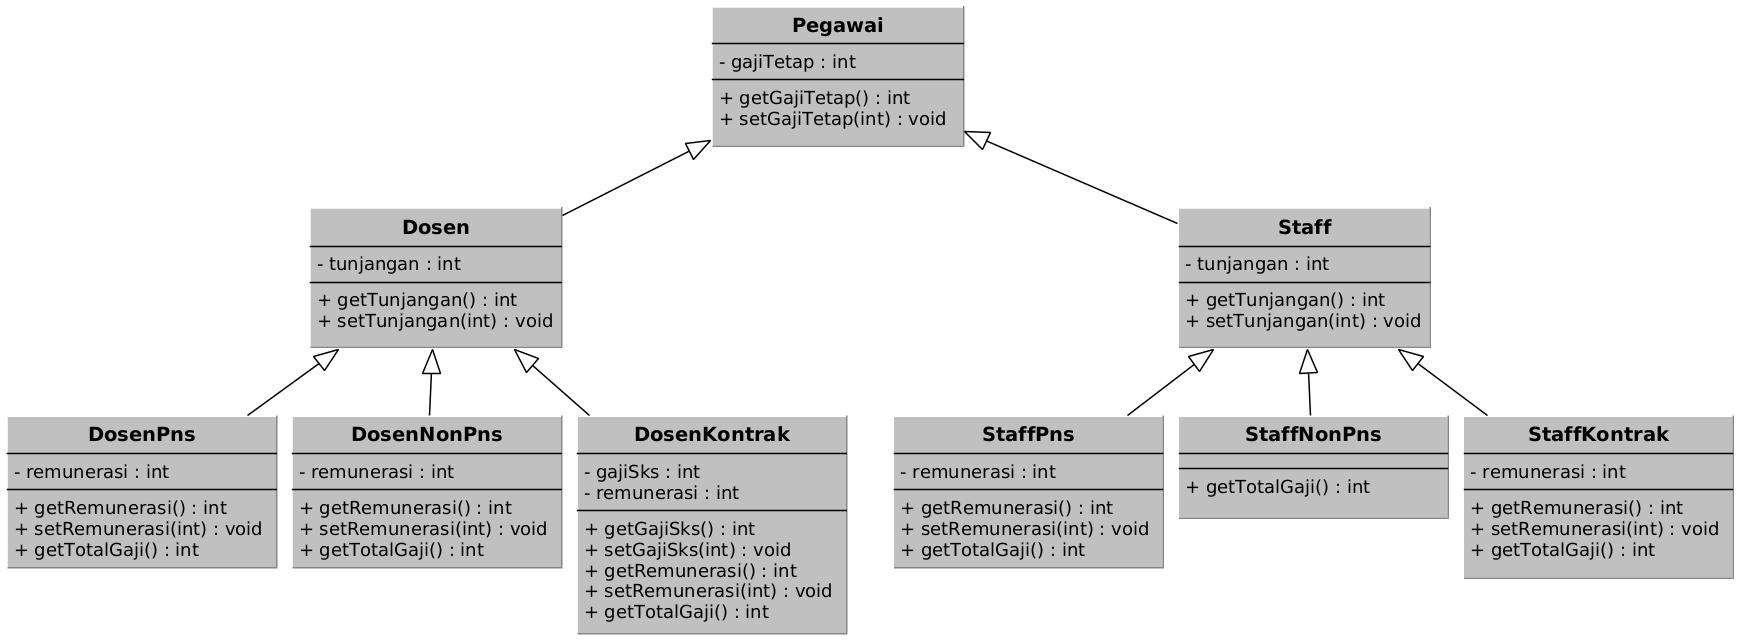 Pegawai
- gajiTetap : int
+ getGajiTetap() : int
+ setGajiTetap(int) : void
Dosen
- tunjangan : int
+ getTunjangan() : int
+ setTunjangan(int) : void
Staff
- tunjangan : int
+ getTunjangan() : int
+ setTunjangan(int) : void
DosenPns
- remunerasi : int
+ getRemunerasi() : int
+ setRemunerasi(int) : void
+ getTotalGaji() : int
DosenNonPns
- remunerasi : int
+ getRemunerasi() : int
+ setRemunerasi(int) : void
+ getTotalGaji() : int
DosenKontrak
- gajiSks : int
- remunerasi : int
+ getGajiSks() : int
+ setGajiSks(int) : void
+ getRemunerasi() : int
+ setRemunerasi(int) : void
+ getTotalGaji() : int
StaffPns
- remunerasi : int
+ getRemunerasi() : int
+ setRemunerasi(int) : void
+ getTotalGaji() : int
StaffNonPns
+ getTotalGaji() : int
StaffKontrak
- remunerasi : int
+ getRemunerasi() : int
+ setRemunerasi(int) : void
+ getTotalGaji() : int